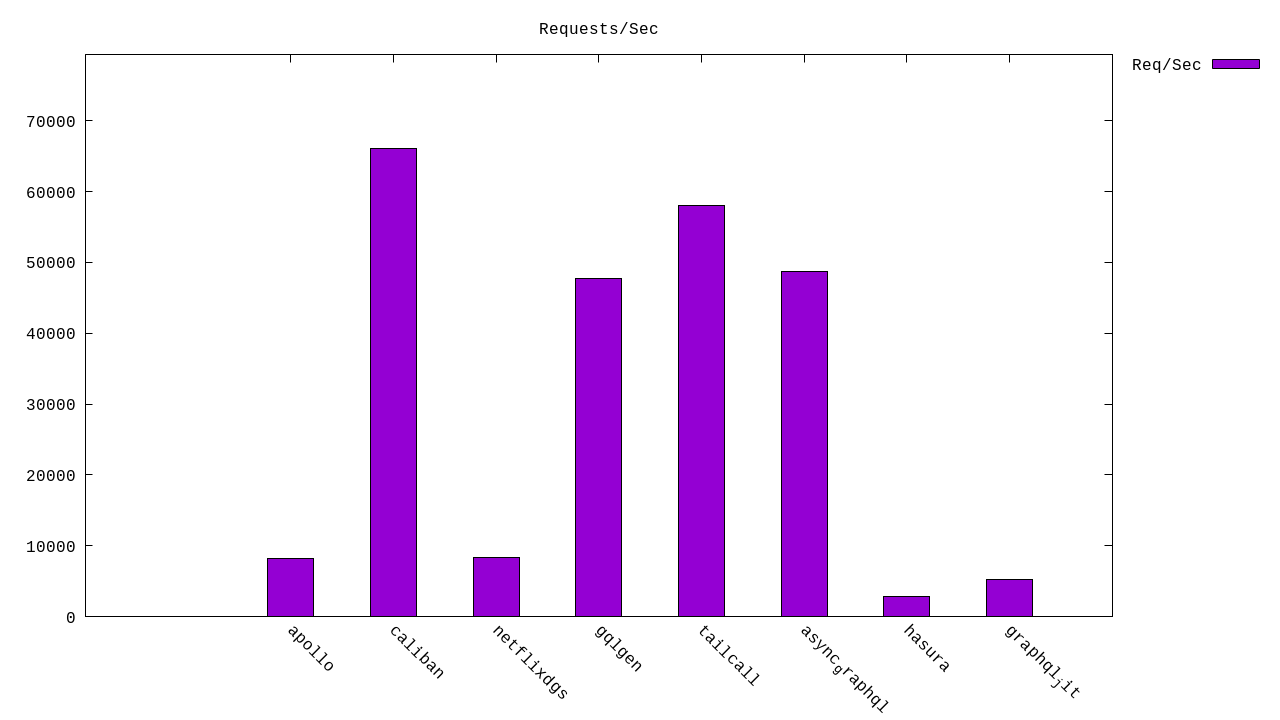 Requests/Sec
Req/Sec
70000
60000
50000
40000
30000
20000
10000
0
apollo
caliban
netflixdgs
gqlgen
tailcall
async_graphql
hasura
graphql_jit